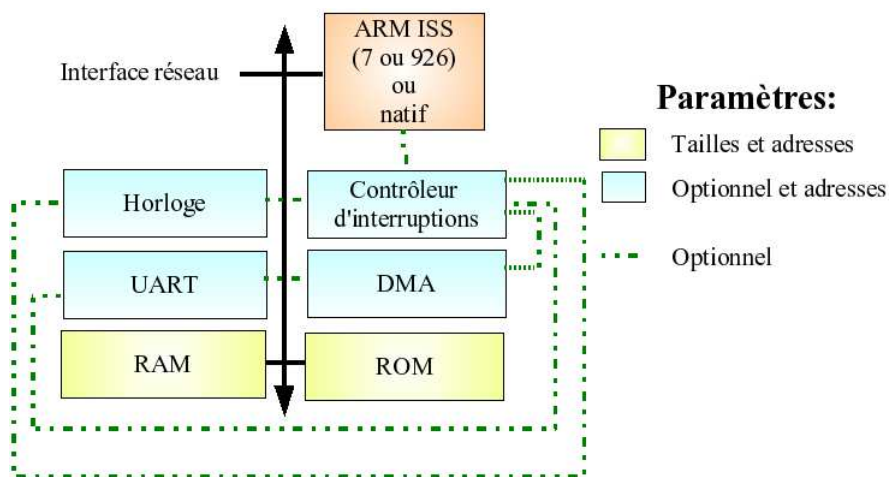 ARM ISS
(7 ou 926)
ou
natif
Interface réseau
Paramètres:
Tailles et adresses
Optionnel et adresses
Optionnel
Horloge
Contrôleur
d'interruptions
UART
DMA
RAM
ROM